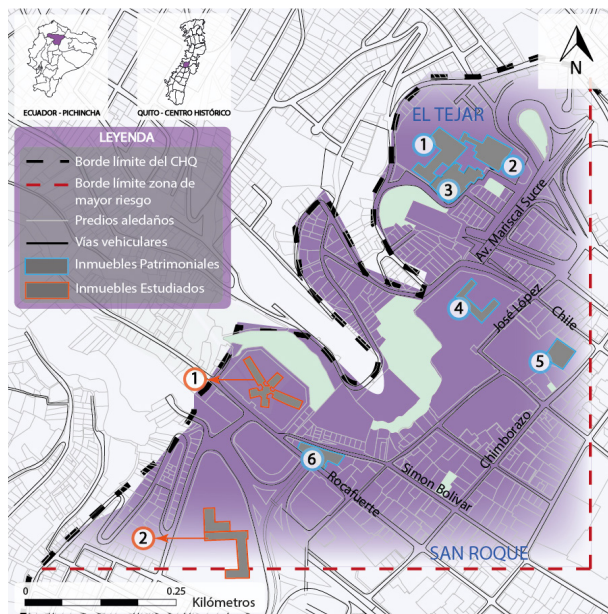 ECUADOR - PICHINCHA
QUITO - CENTRO HISTÓRICO
N
LEYENDA
Borde límite del CHQ
Borde límite zona de
mayor riesgo
Predios aledaños
Vías vehiculares
Inmuebles Patrimoniales
Inmuebles Estudiados
EL TEJAR
1
2
3
Av. Mariscal Sucre
4
José López
Chile
5
1
Chimborazo
6
Simon Bolivar
Rocafuerte
2
SAN ROQUE
0
0.25
Kilómetros